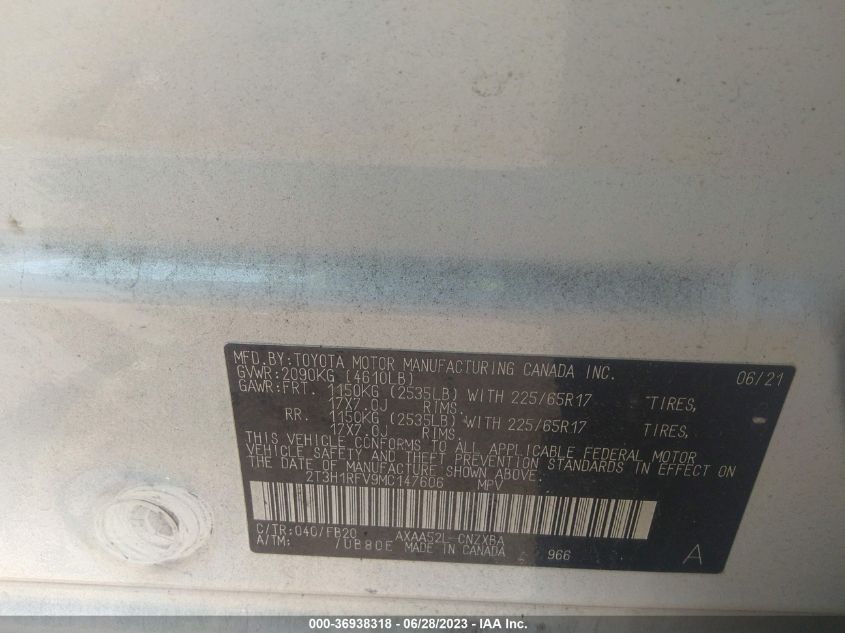 MFD.BY:TOYOTA MOTOR MANUFACTURING CANADA INC. 06/21
GVWR:2090KG (4610LB)
GAWR:FRT. 1150KG (2535LB) WITH 225/65R17 TIRES,
17X7.0J RIMS.
RR. 1150KG (2535LB) WITH 225/65R17 TIRES,
17X7.0J RIMS.
THIS VEHICLE CONFORMS TO ALL APPLICABLE FEDERAL MOTOR
VEHICLE SAFETY AND THEFT PREVENTION STANDARDS IN EFFECT ON
THE DATE OF MANUFACTURE SHOWN ABOVE.
2T3H1RFV9MC147606 MPV
C/TR:040/FB20 AXAA52L-CNZXBA
A/TM: /UB80E MADE IN CANADA 966 A
000-36938318 - 06/28/2023 - IAA Inc.